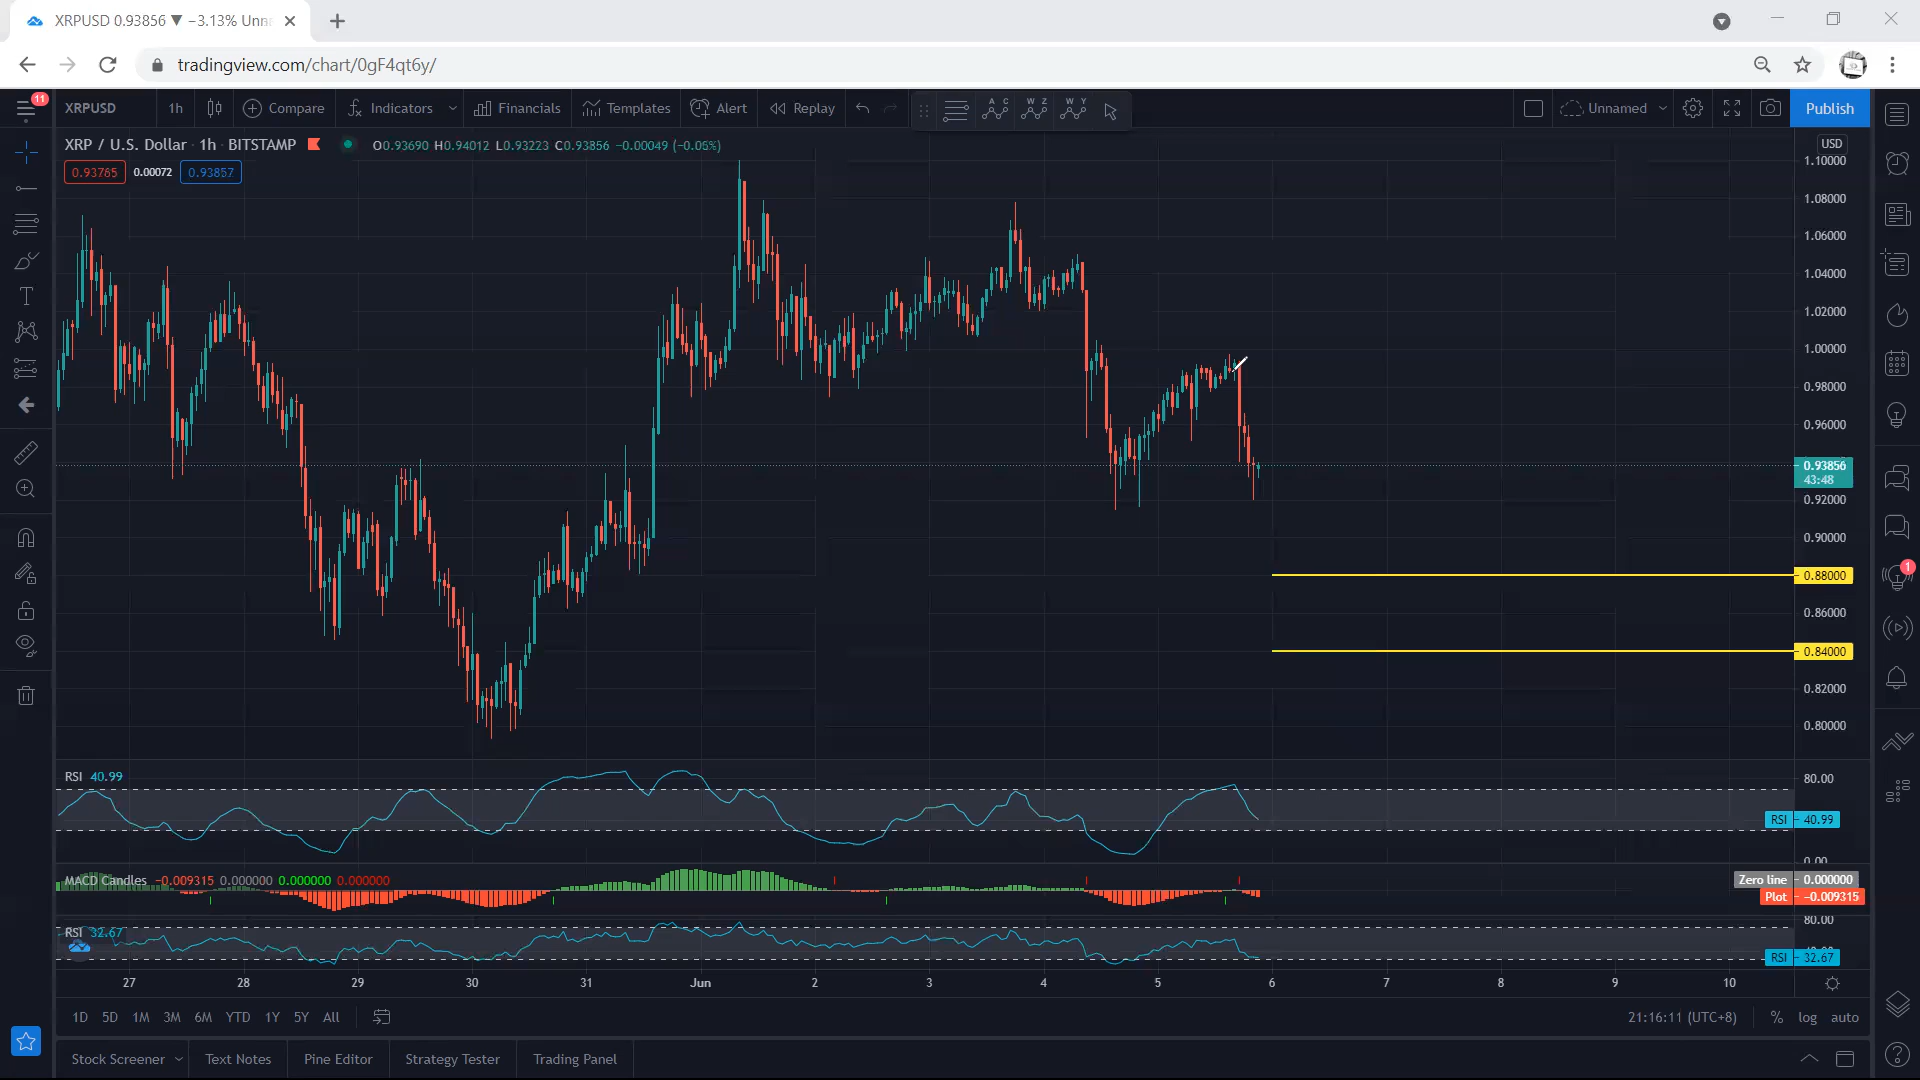 XRPUSD 0.93856 ▼ −3.13% Unn
tradingview.com/chart/0gF4qt6y/
11
XRPUSD 1h Compare Indicators Financials Templates Alert Replay A C W Z W Y Unnamed Publish
XRP / U.S. Dollar · 1h · BITSTAMP O0.93690 H0.94012 L0.93223 C0.93856 −0.00049 (−0.05%)
0.93765 0.00072 0.93857
USD
1.10000
1.08000
1.06000
1.04000
1.02000
1.00000
0.98000
0.96000
0.93856
43:48
0.92000
0.90000
0.88000
1
0.86000
0.84000
0.82000
0.80000
RSI 40.99
80.00
RSI 40.99
0.00
MACD Candles −0.009315 0.000000 0.000000 0.000000
Zero line 0.000000
Plot −0.009315
80.00
RSI 32.67
RSI 32.67
27 28 29 30 31 Jun 2 3 4 5 6 7 8 9 10
1D 5D 1M 3M 6M YTD 1Y 5Y All 21:16:11 (UTC+8) % log auto
Stock Screener Text Notes Pine Editor Strategy Tester Trading Panel